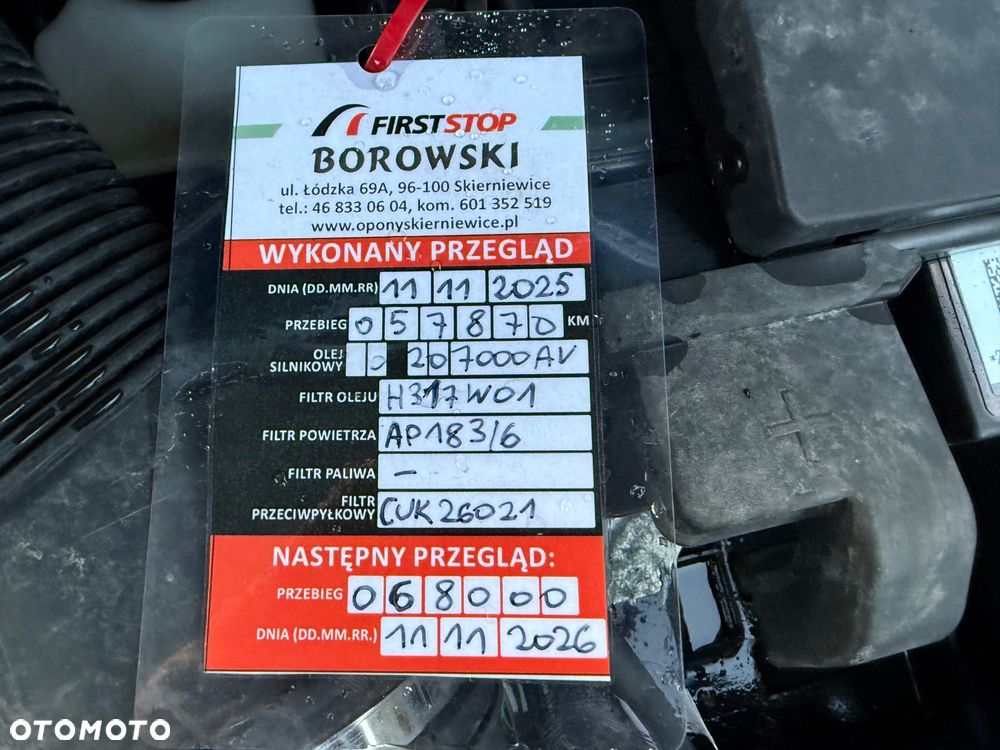 FIRSTSTOP
BOROWSKI
ul. Łódzka 69A, 96-100 Skierniewice
tel.: 46 833 06 04, kom. 601 352 519
www.oponyskierniewice.pl
WYKONANY PRZEGLĄD
DNIA (DD.MM.RR) 11 11 2025
PRZEBIEG 057870 KM
OLEJ SILNIKOWY 0 20 7000AV
FILTR OLEJU H317W01
FILTR POWIETRZA AP183/6
FILTR PALIWA –
FILTR PRZECIWPYŁKOWY CUK26021
NASTĘPNY PRZEGLĄD:
PRZEBIEG 068000
DNIA (DD.MM.RR.) 11 11 2026
OTOMOTO